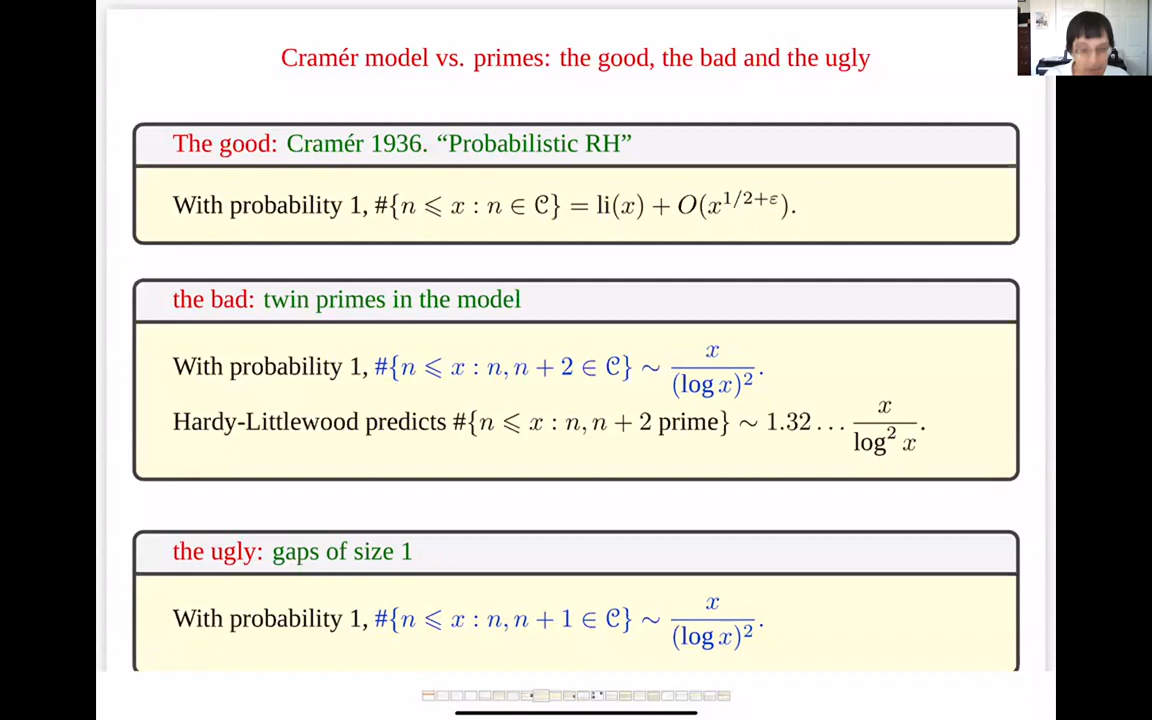 Cramér model vs. primes: the good, the bad and the ugly
The good: Cramér 1936. “Probabilistic RH”
With probability 1, #{n ⩽ x : n ∈ 𝒞} = li(x) + O(x^{1/2+ε}).
the bad: twin primes in the model
With probability 1, #{n ⩽ x : n, n + 2 ∈ 𝒞} ∼ x/(log x)².
Hardy-Littlewood predicts #{n ⩽ x : n, n + 2 prime} ∼ 1.32… x/log² x.
the ugly: gaps of size 1
With probability 1, #{n ⩽ x : n, n + 1 ∈ 𝒞} ∼ x/(log x)².